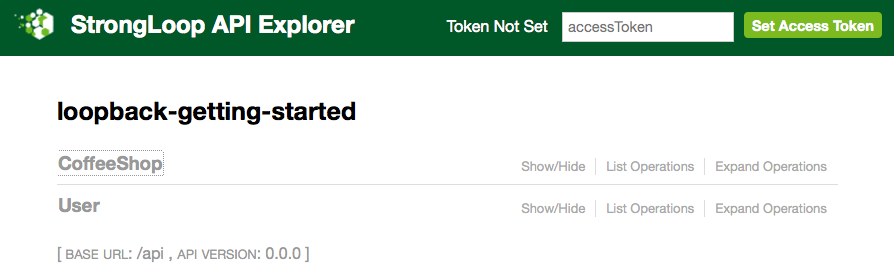 StrongLoop API Explorer Token Not Set accessToken Set Access Token
loopback-getting-started
CoffeeShop Show/Hide List Operations Expand Operations
User Show/Hide List Operations Expand Operations
[ BASE URL: /api , API VERSION: 0.0.0 ]